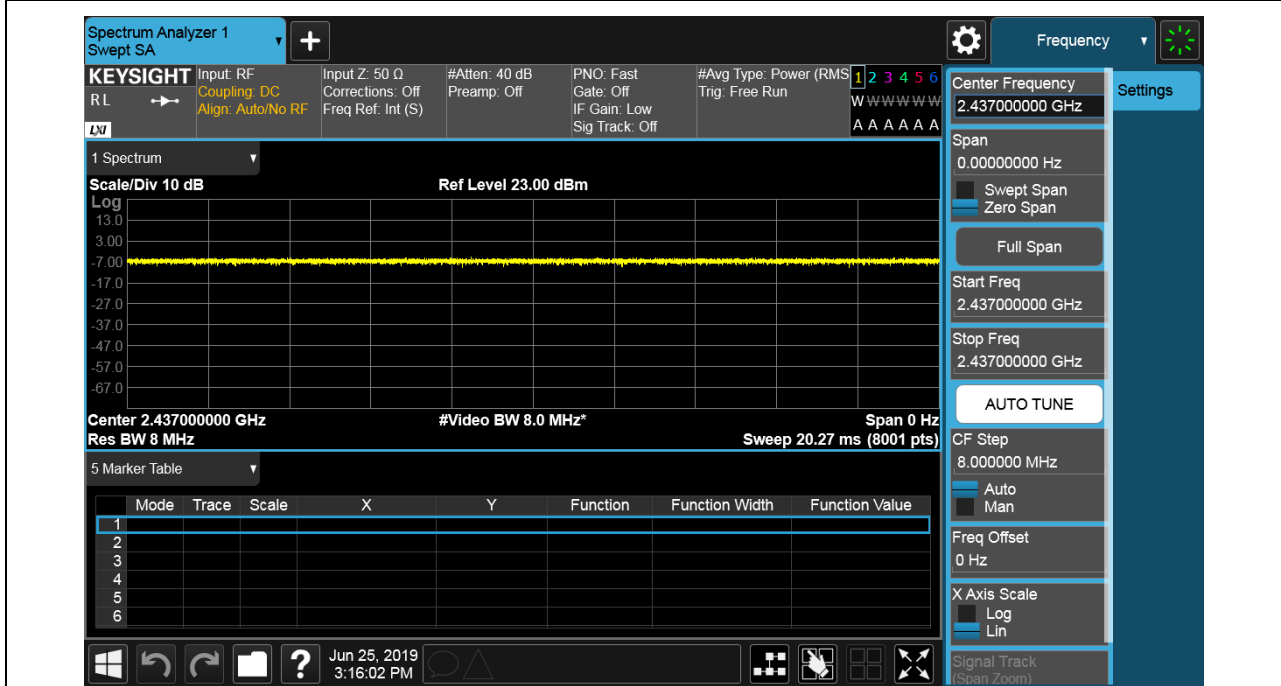 Spectrum Analyzer 1
Swept SA
+
Frequency
KEYSIGHT
RL
LXI
Input: RF
Coupling: DC
Align: Auto/No RF
Input Z: 50 Ω
Corrections: Off
Freq Ref: Int (S)
#Atten: 40 dB
Preamp: Off
PNO: Fast
Gate: Off
IF Gain: Low
Sig Track: Off
#Avg Type: Power (RMS
Trig: Free Run
1 2 3 4 5 6
W W W W W W
A A A A A A
1 Spectrum
Scale/Div 10 dB
Ref Level 23.00 dBm
Log
13.0
3.00
-7.00
-17.0
-27.0
-37.0
-47.0
-57.0
-67.0
Center 2.437000000 GHz
#Video BW 8.0 MHz*
Span 0 Hz
Res BW 8 MHz
Sweep 20.27 ms (8001 pts)
5 Marker Table
Mode Trace Scale X Y Function Function Width Function Value
1
2
3
4
5
6
?
Jun 25, 2019
3:16:02 PM
Center Frequency
2.437000000 GHz
Settings
Span
0.00000000 Hz
Swept Span
Zero Span
Full Span
Start Freq
2.437000000 GHz
Stop Freq
2.437000000 GHz
AUTO TUNE
CF Step
8.000000 MHz
Auto
Man
Freq Offset
0 Hz
X Axis Scale
Log
Lin
Signal Track
(Span Zoom)